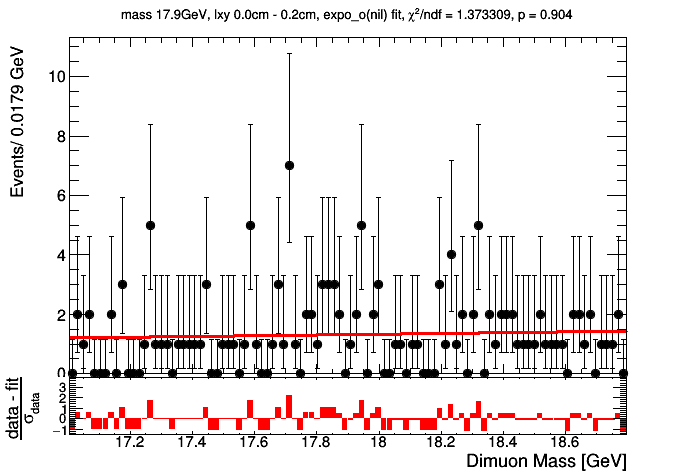 mass 17.9GeV, lxy 0.0cm - 0.2cm, expo_o(nil) fit, χ²/ndf = 1.373309, p = 0.904
Events/ 0.0179 GeV
10
8
6
4
2
0
data - fit
σdata
3
2
1
0
−1
17.2 17.4 17.6 17.8 18 18.2 18.4 18.6
Dimuon Mass [GeV]